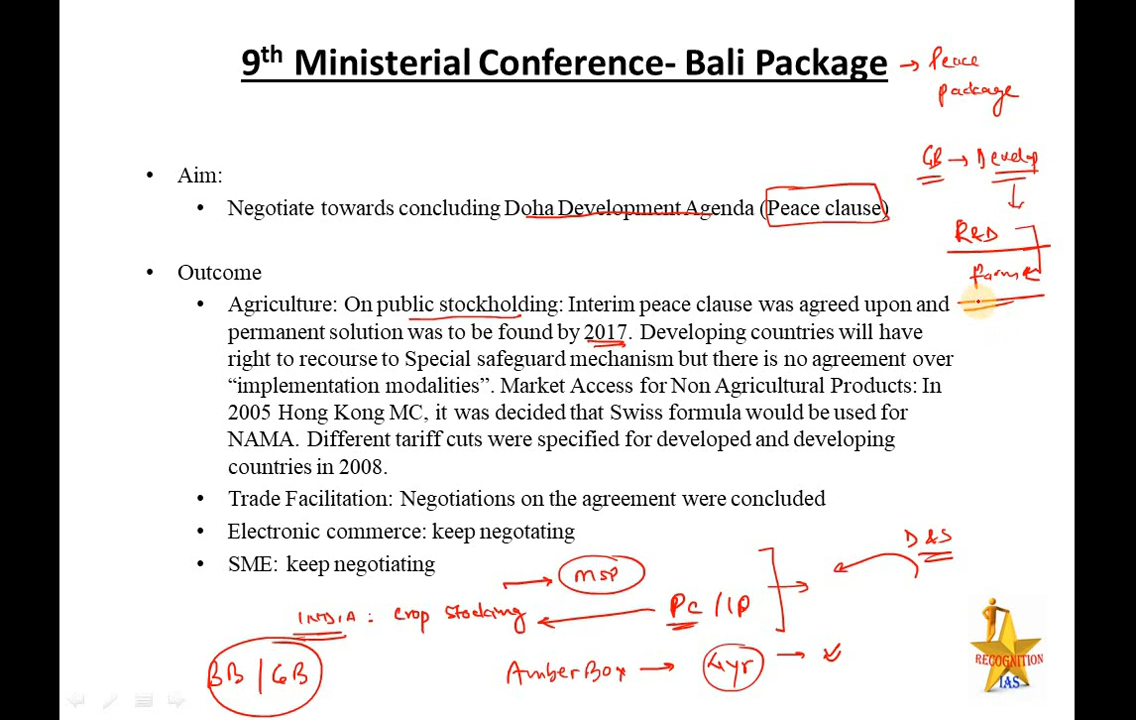 9th Ministerial Conference- Bali Package → Peace
package
GB → Develop
• Aim:
• Negotiate towards concluding Doha Development Agenda (Peace clause)
R&D
farmer
• Outcome
• Agriculture: On public stockholding: Interim peace clause was agreed upon and
permanent solution was to be found by 2017. Developing countries will have
right to recourse to Special safeguard mechanism but there is no agreement over
“implementation modalities”. Market Access for Non Agricultural Products: In
2005 Hong Kong MC, it was decided that Swiss formula would be used for
NAMA. Different tariff cuts were specified for developed and developing
countries in 2008.
• Trade Facilitation: Negotiations on the agreement were concluded
• Electronic commerce: keep negotating
D&S
• SME: keep negotiating
MSP
INDIA : Crop Stocking
PC / IP
BB / GB
Amber Box → 4yr →
RECOGNITION
IAS